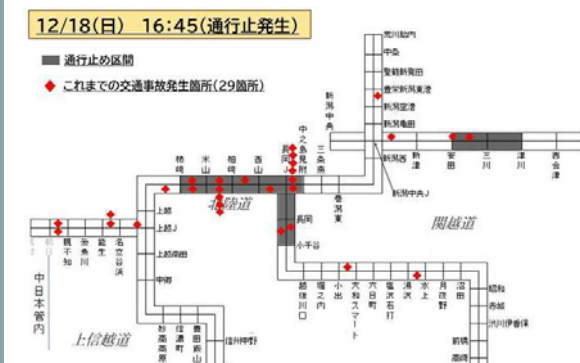 12/18(日) 16:45(通行止発生)
通行止め区間
これまでの交通事故発生箇所(29箇所)
荒川胎内
中条
聖籠新発田
豊栄新潟東港
新潟空港
新潟亀田
新潟中央
新潟西
新潟中央J
新津
安田
三川
津川
西会津
柿崎
米山
柏崎
西山
長岡J
中之島見附
三条燕
巻潟東
北陸道
関越道
長岡
小千谷
上越
上越J
上越高田
中郷
親不知
糸魚川
能生
名立谷浜
中日本管内
上信越道
妙高高原
信濃町
豊田飯山
信州中野
越後川口
堀之内
小出
大和スマート
六日町
塩沢石打
湯沢
水上
月夜野
沼田
昭和
赤城
渋川伊香保
前橋
高崎